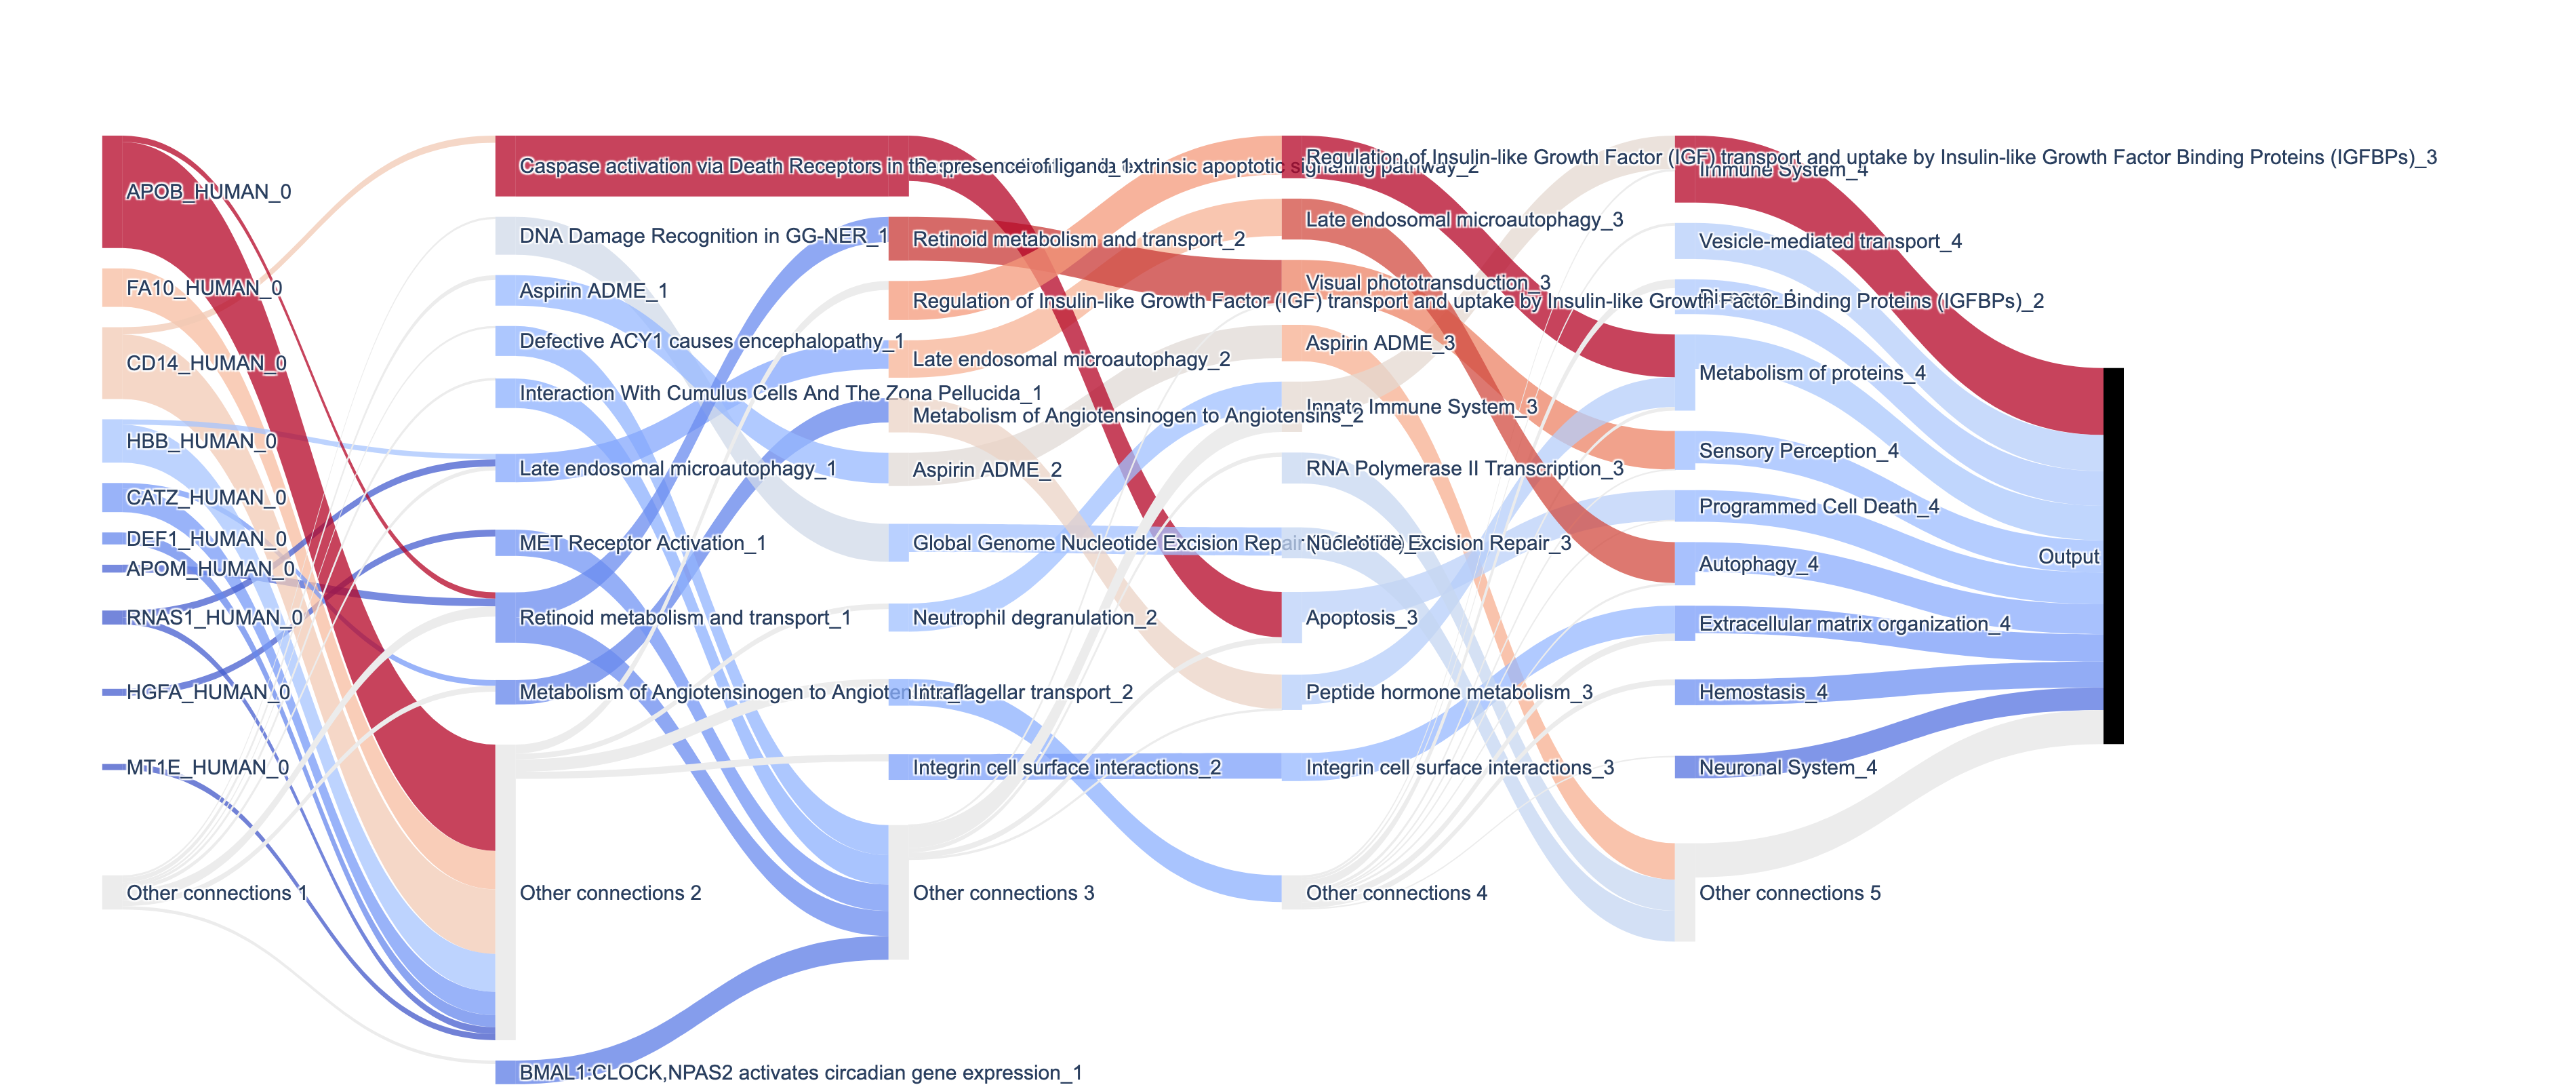 APOB_HUMAN_0
FA10_HUMAN_0
CD14_HUMAN_0
HBB_HUMAN_0
CATZ_HUMAN_0
DEF1_HUMAN_0
APOM_HUMAN_0
RNAS1_HUMAN_0
HGFA_HUMAN_0
MT1E_HUMAN_0
Other connections 1
Caspase activation via Death Receptors in the presence of ligand_1
DNA Damage Recognition in GG-NER_1
Aspirin ADME_1
Defective ACY1 causes encephalopathy_1
Interaction With Cumulus Cells And The Zona Pellucida_1
Late endosomal microautophagy_1
MET Receptor Activation_1
Retinoid metabolism and transport_1
Metabolism of Angiotensinogen to
Other connections 2
BMAL1:CLOCK,NPAS2 activates circadian gene expression_1
extrinsic apoptotic signalling pathway_2
Retinoid metabolism and transport_2
Regulation of Insulin-like Growth Factor (IGF) transport and uptake by Insulin-like Growth Factor Binding Proteins (IGFBPs)_2
Late endosomal microautophagy_2
Metabolism of Angiotensinogen to Angiotensins_2
Aspirin ADME_2
Global Genome Nucleotide Excision Repair
Neutrophil degranulation_2
Intraflagellar transport_2
Integrin cell surface interactions_2
Other connections 3
Regulation of Insulin-like Growth Factor (IGF) transport and uptake by Insulin-like Growth Factor Binding Proteins (IGFBPs)_3
Late endosomal microautophagy_3
Visual phototransduction_3
Aspirin ADME_3
Innate Immune System_3
RNA Polymerase II Transcription_3
Nucleotide Excision Repair_3
Apoptosis_3
Peptide hormone metabolism_3
Integrin cell surface interactions_3
Other connections 4
Immune System_4
Vesicle-mediated transport_4
Metabolism of proteins_4
Sensory Perception_4
Programmed Cell Death_4
Autophagy_4
Extracellular matrix organization_4
Hemostasis_4
Neuronal System_4
Other connections 5
Output